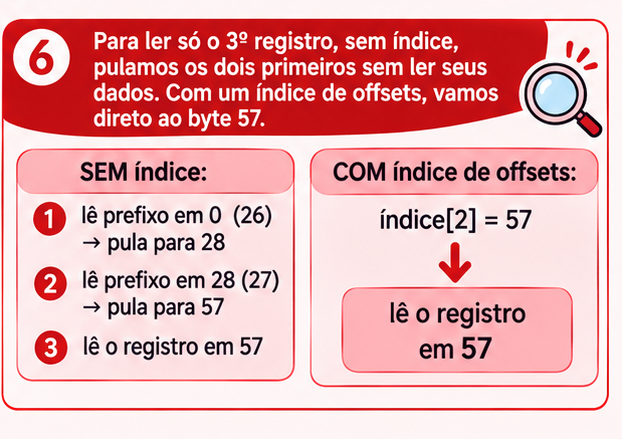 6
Para ler só o 3º registro, sem índice,
pulamos os dois primeiros sem ler seus
dados. Com um índice de offsets, vamos
direto ao byte 57.
SEM índice:
1 lê prefixo em 0 (26)
→ pula para 28
2 lê prefixo em 28 (27)
→ pula para 57
3 lê o registro em 57
COM índice de offsets:
índice[2] = 57
lê o registro
em 57